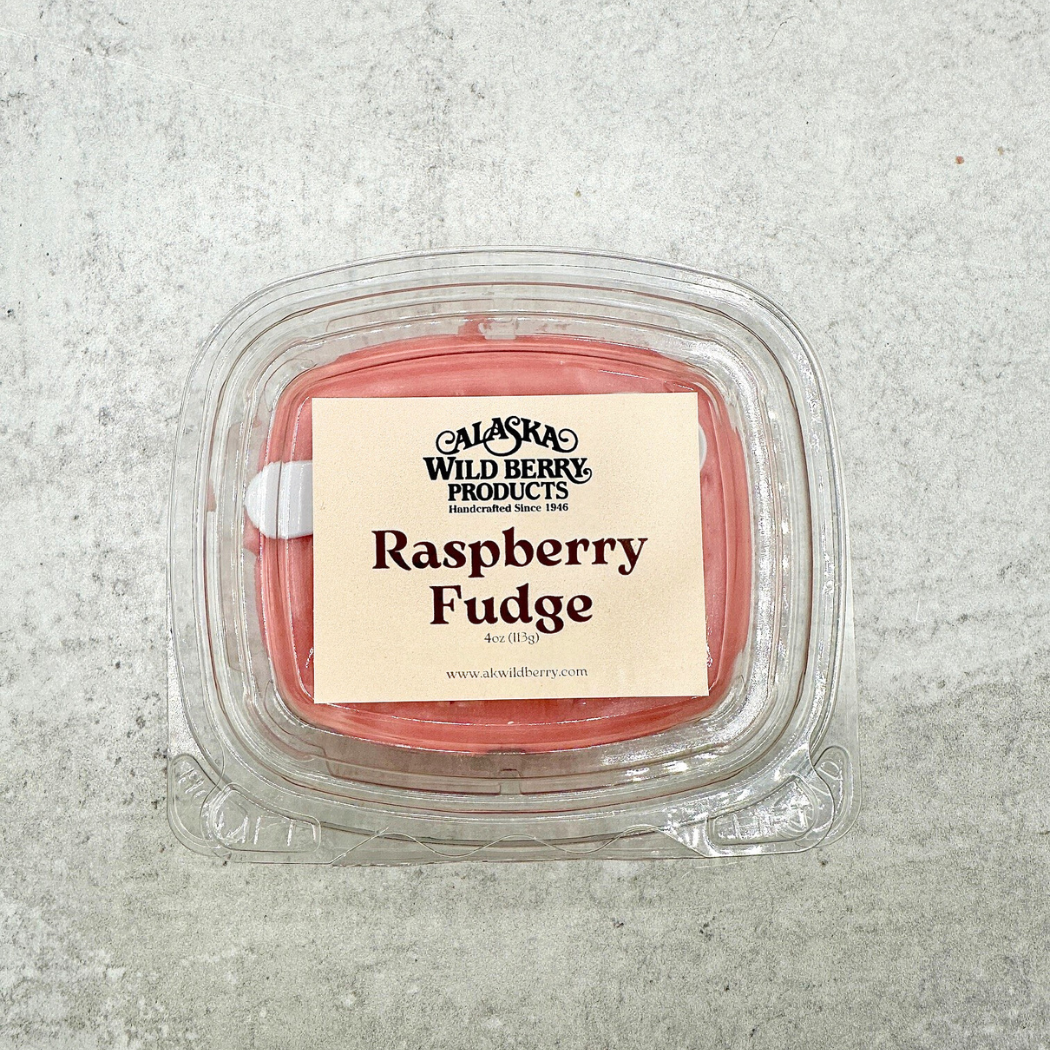 ALASKA
WILD BERRY
PRODUCTS
Handcrafted Since 1946
Raspberry
Fudge
4oz (113g)
www.akwildberry.com